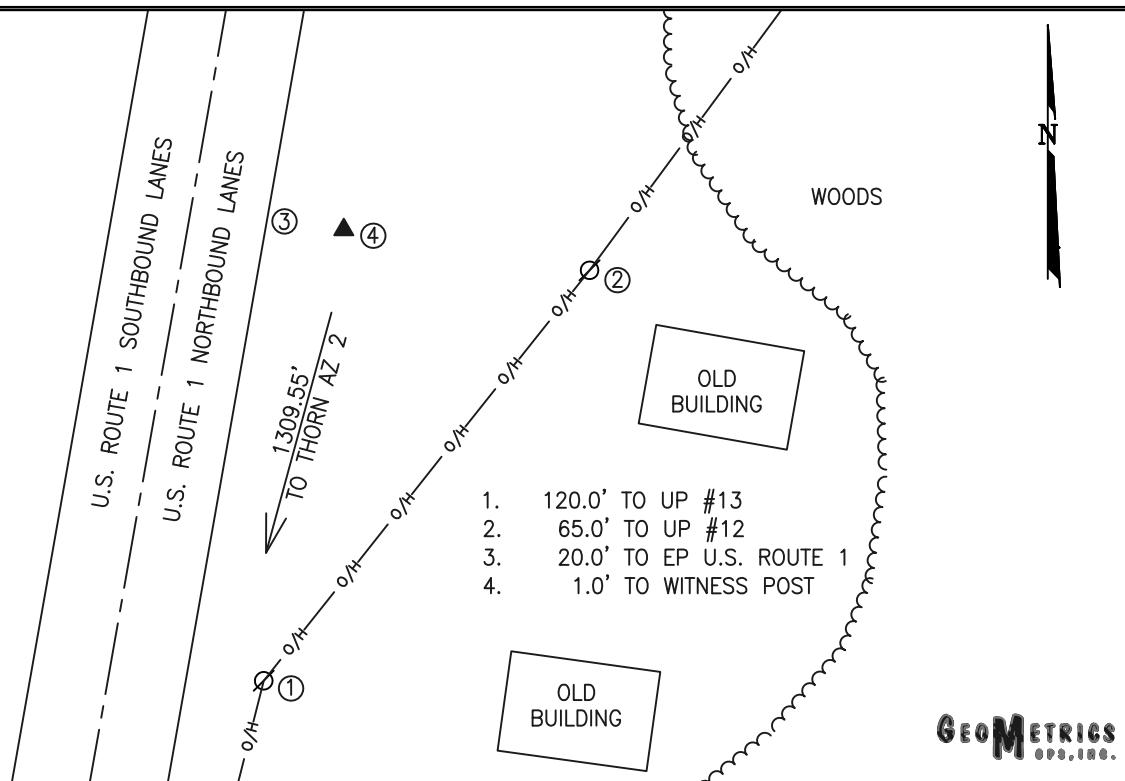 O/H
O/H
N
O/H
WOODS
③
④
②
O/H
U.S. ROUTE 1 SOUTHBOUND LANES
U.S. ROUTE 1 NORTHBOUND LANES
1309.55'
TO THORN AZ 2
O/H
OLD
BUILDING
O/H
O/H
1. 120.0' TO UP #13
2. 65.0' TO UP #12
3. 20.0' TO EP U.S. ROUTE 1
4. 1.0' TO WITNESS POST
O/H
O/H
①
OLD
BUILDING
O/H
GEOMETRICS
GPS, INC.